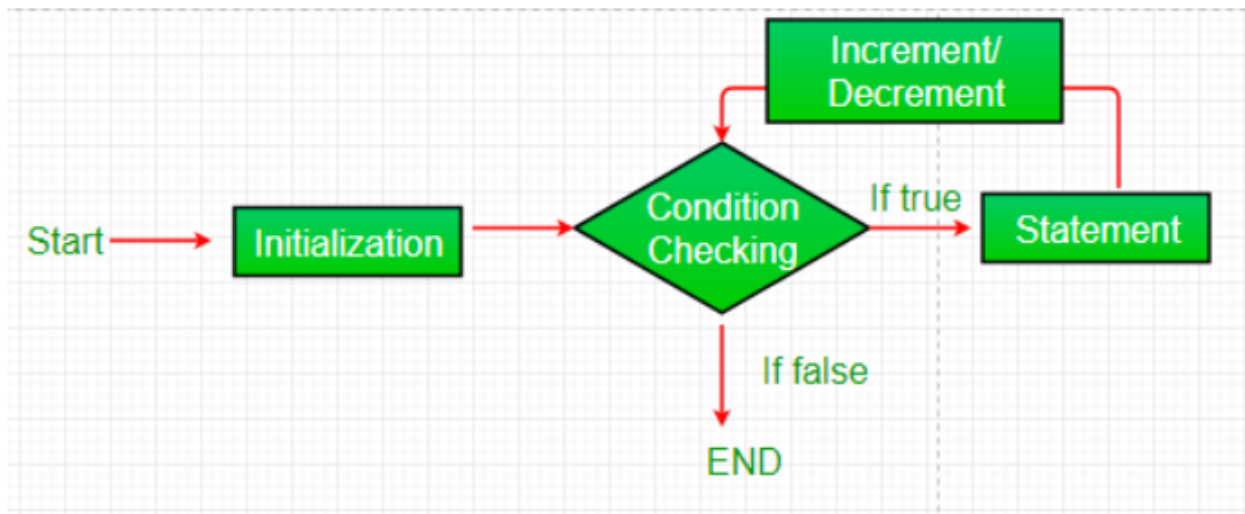 Start
Initialization
Condition
Checking
If true
Statement
Increment/
Decrement
If false
END